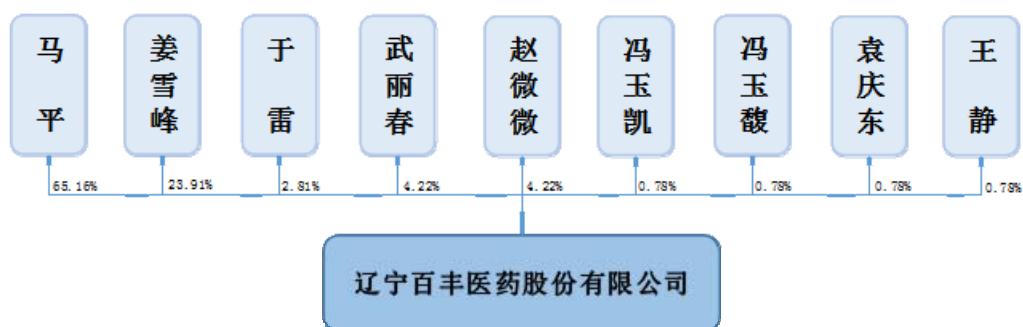 马平
姜雪峰
于雷
武丽春
赵微微
冯玉凯
冯玉馥
袁庆东
王静
65.16%
23.91%
2.81%
4.22%
4.22%
0.78%
0.78%
0.78%
0.78%
辽宁百丰医药股份有限公司